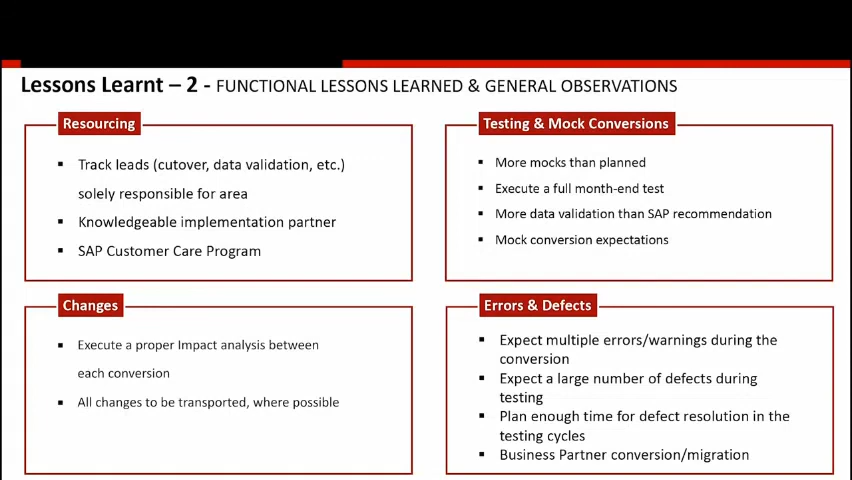 Lessons Learnt – 2 - FUNCTIONAL LESSONS LEARNED & GENERAL OBSERVATIONS
Resourcing
▪ Track leads (cutover, data validation, etc.)
solely responsible for area
▪ Knowledgeable implementation partner
▪ SAP Customer Care Program
Testing & Mock Conversions
▪ More mocks than planned
▪ Execute a full month-end test
▪ More data validation than SAP recommendation
▪ Mock conversion expectations
Changes
▪ Execute a proper Impact analysis between
each conversion
▪ All changes to be transported, where possible
Errors & Defects
▪ Expect multiple errors/warnings during the
conversion
▪ Expect a large number of defects during
testing
▪ Plan enough time for defect resolution in the
testing cycles
▪ Business Partner conversion/migration